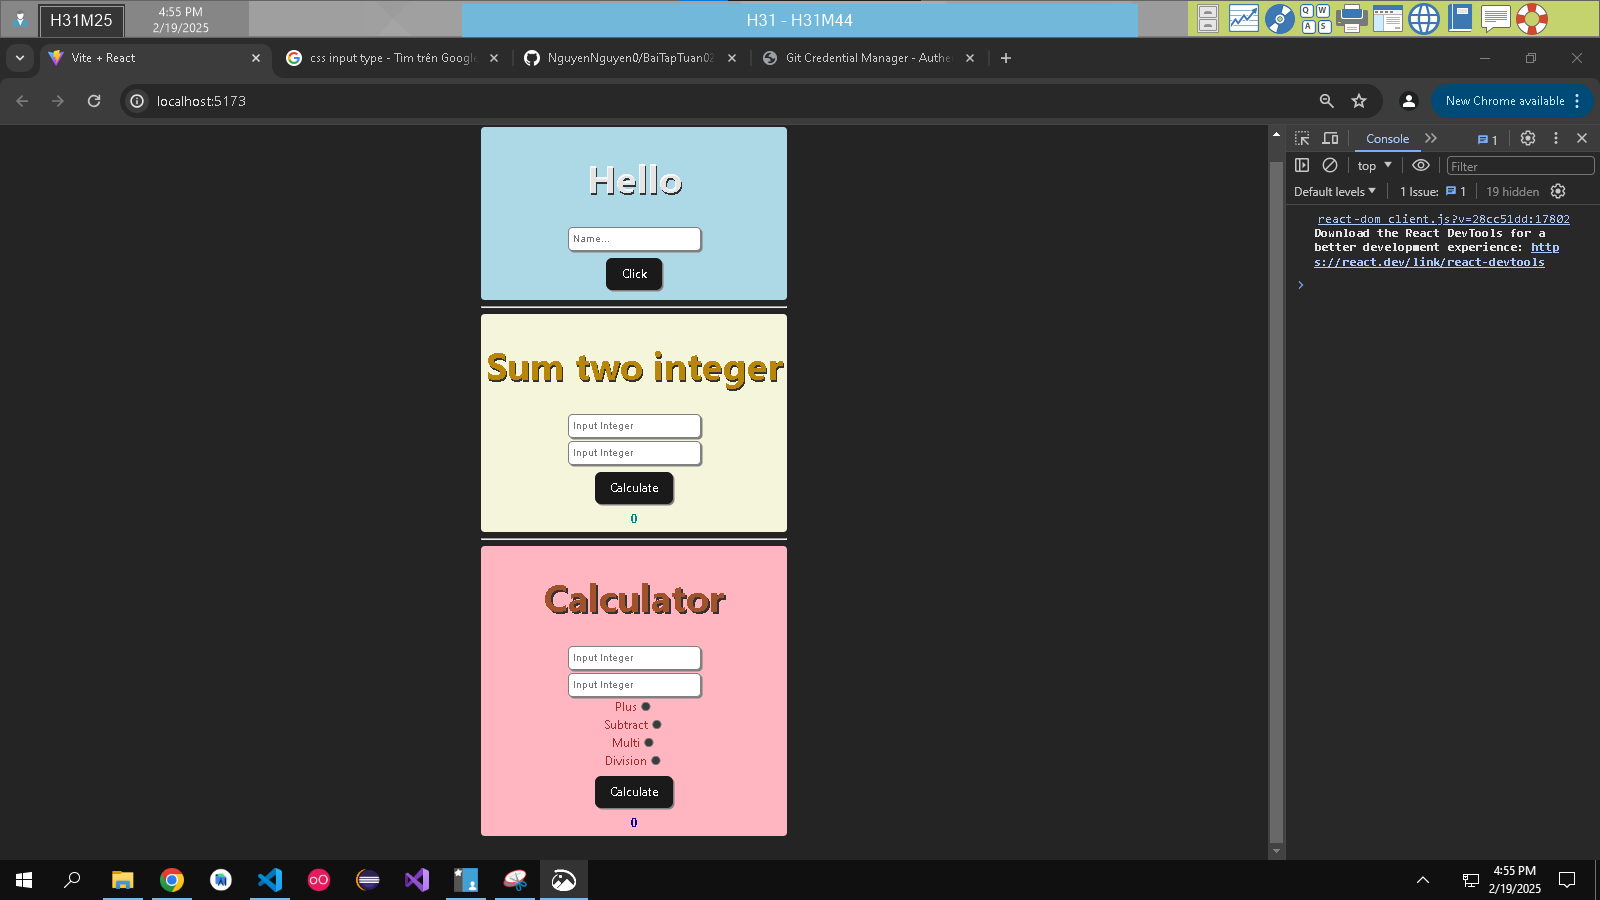 H31M25
4:55 PM
2/19/2025
H31 - H31M44
Q W
A S
Vite + React
css input type - Tìm trên Google
NguyenNguyen0/BaiTapTuan02
Git Credential Manager - Authe
localhost:5173
New Chrome available
Console
1
top
Filter
Default levels
1 Issue:
1
19 hidden
react-dom_client.js?v=28cc51dd:17802
Download the React DevTools for a
better development experience: http
s://react.dev/link/react-devtools
Hello
Name...
Click
Sum two integer
Input Integer
Input Integer
Calculate
0
Calculator
Input Integer
Input Integer
Plus
Subtract
Multi
Division
Calculate
0
4:55 PM
2/19/2025